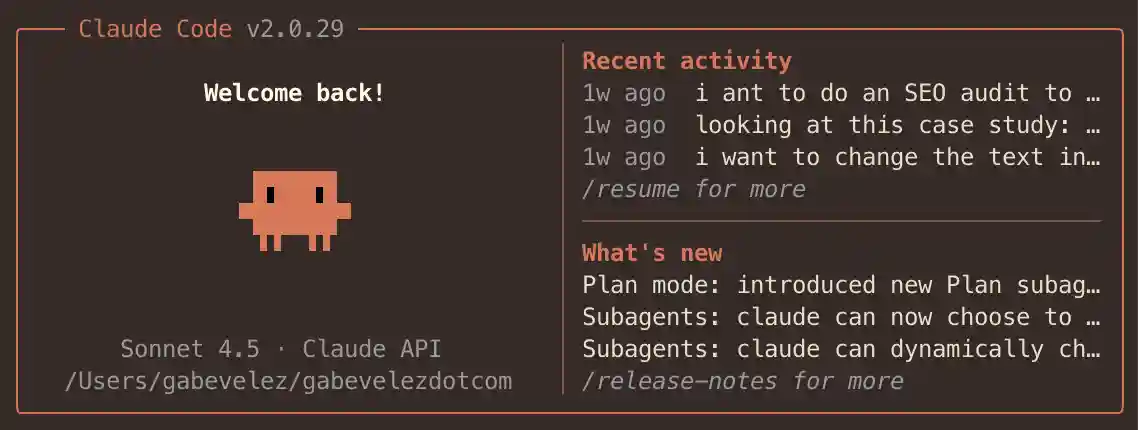 Claude Code v2.0.29
Welcome back!
Sonnet 4.5 · Claude API
/Users/gabevelez/gabevelezdotcom
Recent activity
1w ago i ant to do an SEO audit to …
1w ago looking at this case study: …
1w ago i want to change the text in…
/resume for more
What's new
Plan mode: introduced new Plan subag…
Subagents: claude can now choose to …
Subagents: claude can dynamically ch…
/release-notes for more